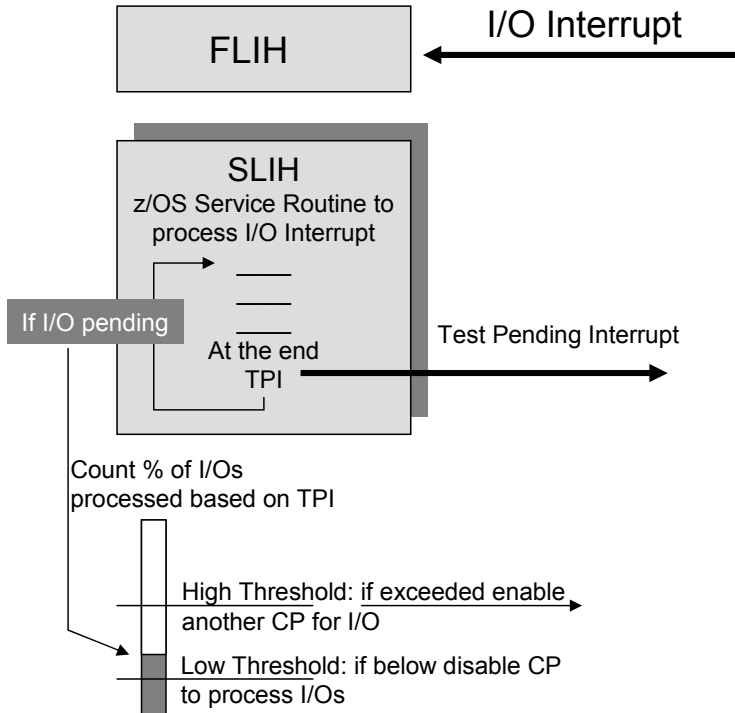 I/O Interrupt
FLIH
SLIH
z/OS Service Routine to
process I/O Interrupt
If I/O pending
At the end
TPI
Test Pending Interrupt
Count % of I/Os
processed based on TPI
High Threshold: if exceeded enable
another CP for I/O
Low Threshold: if below disable CP
to process I/Os